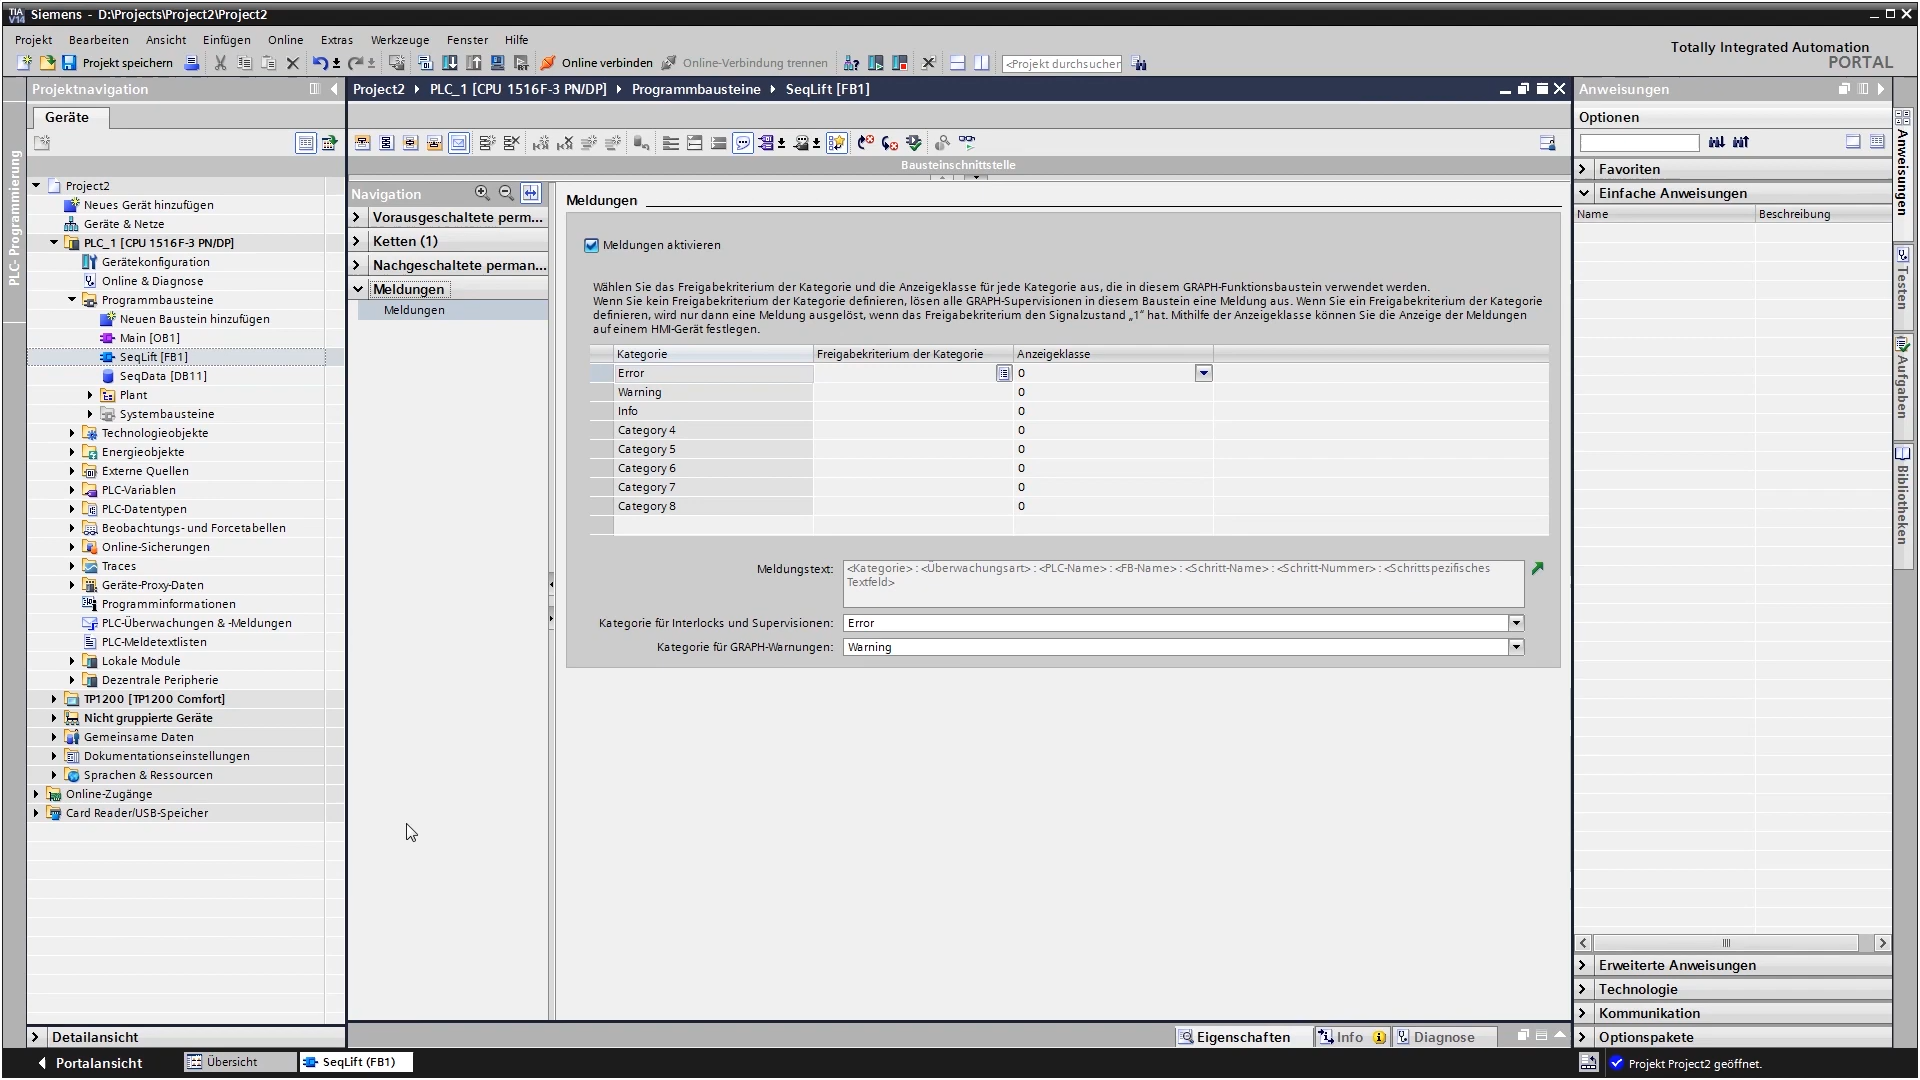 Siemens - D:\Projects\Project2\Project2
Projekt Bearbeiten Ansicht Einfügen Online Extras Werkzeuge Fenster Hilfe
Totally Integrated Automation
PORTAL
Projekt speichern Online verbinden Online-Verbindung trennen <Projekt durchsuchen
Projektnavigation
Project2 PLC_1 [CPU 1516F-3 PN/DP] Programmbausteine SeqLift [FB1]
Anweisungen
Geräte
Optionen
Bausteinschnittstelle
PLC-Programmierung
Project2
Neues Gerät hinzufügen
Geräte & Netze
PLC_1 [CPU 1516F-3 PN/DP]
Gerätekonfiguration
Online & Diagnose
Programmbausteine
Neuen Baustein hinzufügen
Main [OB1]
SeqLift [FB1]
SeqData [DB11]
Plant
Systembausteine
Technologieobjekte
Energieobjekte
Externe Quellen
PLC-Variablen
PLC-Datentypen
Beobachtungs- und Forcetabellen
Online-Sicherungen
Traces
Geräte-Proxy-Daten
Programminformationen
PLC-Überwachungen & -Meldungen
PLC-Meldetextlisten
Lokale Module
Dezentrale Peripherie
TP1200 [TP1200 Comfort]
Nicht gruppierte Geräte
Gemeinsame Daten
Dokumentationseinstellungen
Sprachen & Ressourcen
Online-Zugänge
Card Reader/USB-Speicher
Detailansicht
Navigation
Vorausgeschaltete perm...
Ketten (1)
Nachgeschaltete perman...
Meldungen
Meldungen
Meldungen
Meldungen aktivieren
Wählen Sie das Freigabekriterium der Kategorie und die Anzeigeklasse für jede Kategorie aus, die in diesem GRAPH-Funktionsbaustein verwendet werden.
Wenn Sie kein Freigabekriterium der Kategorie definieren, lösen alle GRAPH-Supervisionen in diesem Baustein eine Meldung aus. Wenn Sie ein Freigabekriterium der Kategorie
definieren, wird nur dann eine Meldung ausgelöst, wenn das Freigabekriterium den Signalzustand „1“ hat. Mithilfe der Anzeigeklasse können Sie die Anzeige der Meldungen
auf einem HMI-Gerät festlegen.
Kategorie Freigabekriterium der Kategorie Anzeigeklasse
Error 0
Warning 0
Info 0
Category 4 0
Category 5 0
Category 6 0
Category 7 0
Category 8 0
Meldungstext: <Kategorie> : <Überwachungsart> : <PLC-Name> : <FB-Name> : <Schritt-Name> : <Schritt-Nummer> : <Schrittspezifisches
Textfeld>
Kategorie für Interlocks und Supervisionen: Error
Kategorie für GRAPH-Warnungen: Warning
Favoriten
Einfache Anweisungen
Name Beschreibung
Erweiterte Anweisungen
Technologie
Kommunikation
Optionspakete
Anweisungen
Testen
Aufgaben
Bibliotheken
Eigenschaften Info Diagnose
Portalansicht Übersicht SeqLift (FB1) Projekt Project2 geöffnet.
TIA
V14